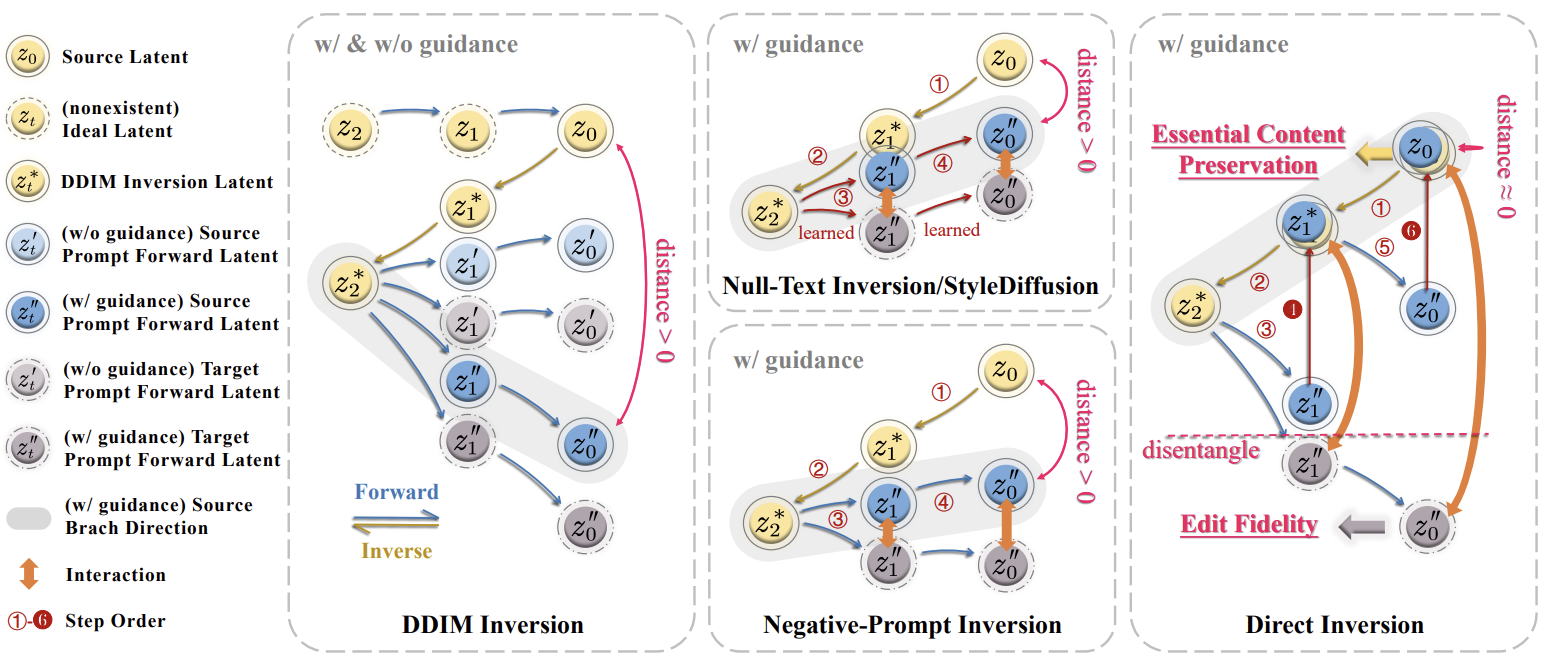 z_0 Source Latent
z_t (nonexistent)
Ideal Latent
z_t^* DDIM Inversion Latent
z_t' (w/o guidance) Source
Prompt Forward Latent
z_t'' (w/ guidance) Source
Prompt Forward Latent
z_t' (w/o guidance) Target
Prompt Forward Latent
z_t'' (w/ guidance) Target
Prompt Forward Latent
(w/ guidance) Source
Brach Direction
Interaction
①-❻ Step Order
w/ & w/o guidance
z_2 z_1 z_0
z_1^*
z_2^*
z_1' z_0'
z_1' z_0'
z_1''
z_1'' z_0''
z_0''
distance > 0
Forward
Inverse
DDIM Inversion
w/ guidance
z_0
①
distance > 0
z_1^* z_0''
② ④
z_1''
③
z_2^* z_0''
learned z_1'' learned
Null-Text Inversion/StyleDiffusion
w/ guidance
z_0
①
distance > 0
z_1^*
②
z_0''
z_1'' ④
z_2^* ③
z_1'' z_0''
Negative-Prompt Inversion
w/ guidance
distance ≈ 0
Essential Content
Preservation
z_0
①
z_1^*
❻
⑤
②
z_2^* z_0''
③ ❹
z_1''
disentangle
z_1''
Edit Fidelity
z_0''
Direct Inversion